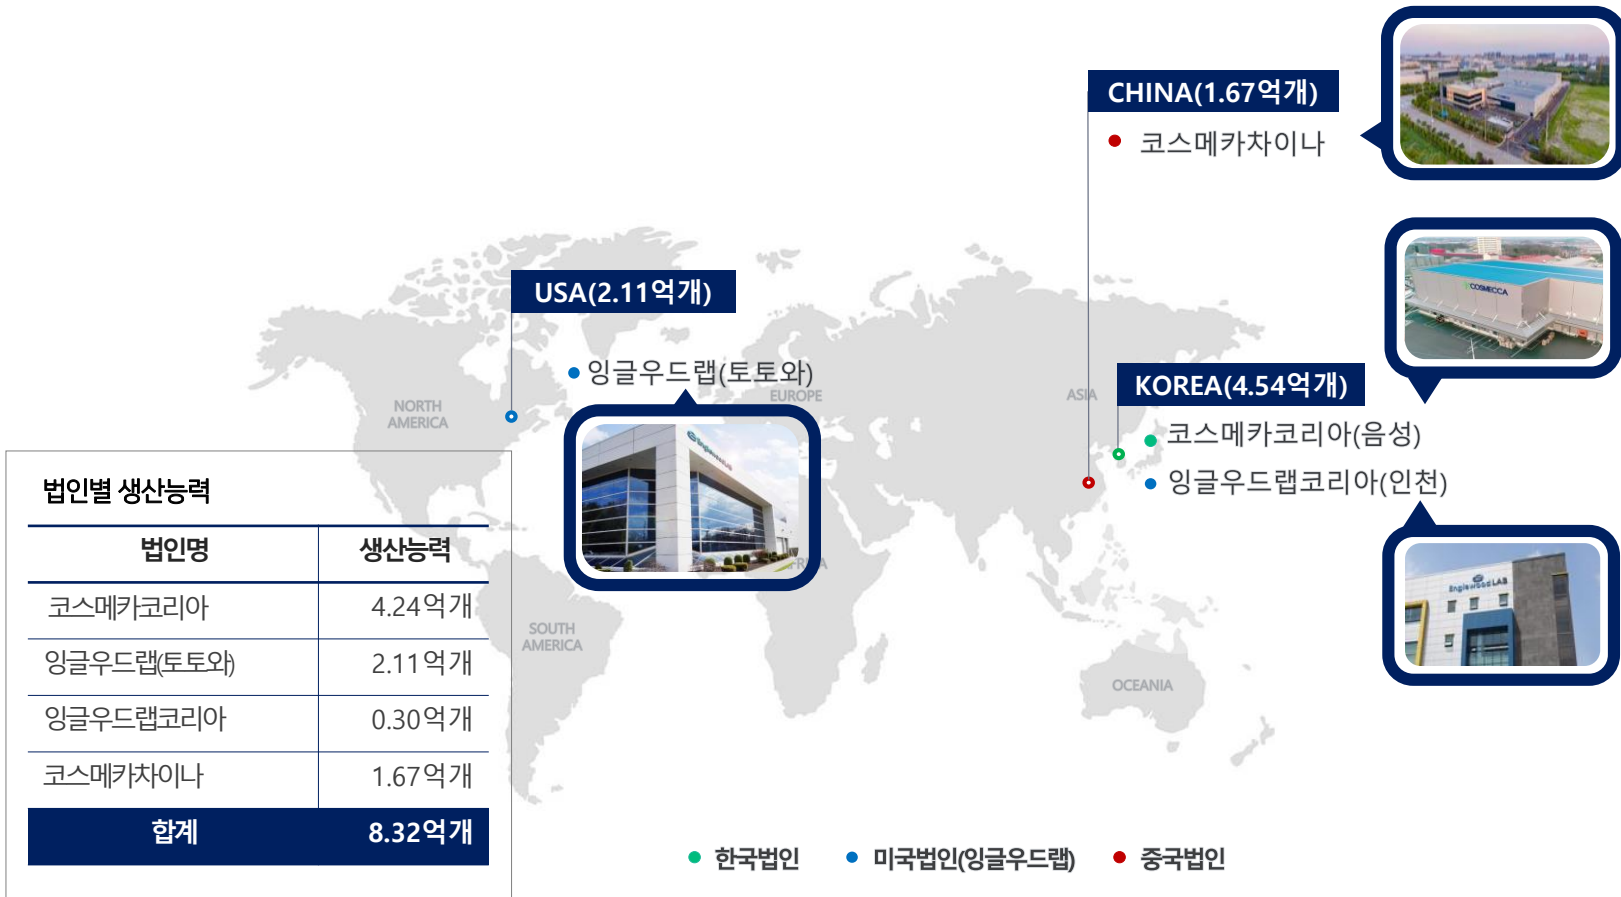 CHINA(1.67억개)
코스메카차이나
COSMECCA
USA(2.11억개)
잉글우드랩(토토와)
EUROPE
ASIA
KOREA(4.54억개)
NORTH
AMERICA
코스메카코리아(음성)
잉글우드랩코리아(인천)
EnglewoodLAB
EnglewoodLAB
법인별 생산능력
법인명 생산능력
코스메카코리아 4.24억개
잉글우드랩(토토와) 2.11억개
잉글우드랩코리아 0.30억개
코스메카차이나 1.67억개
합계 8.32억개
SOUTH
AMERICA
OCEANIA
한국법인 미국법인(잉글우드랩) 중국법인